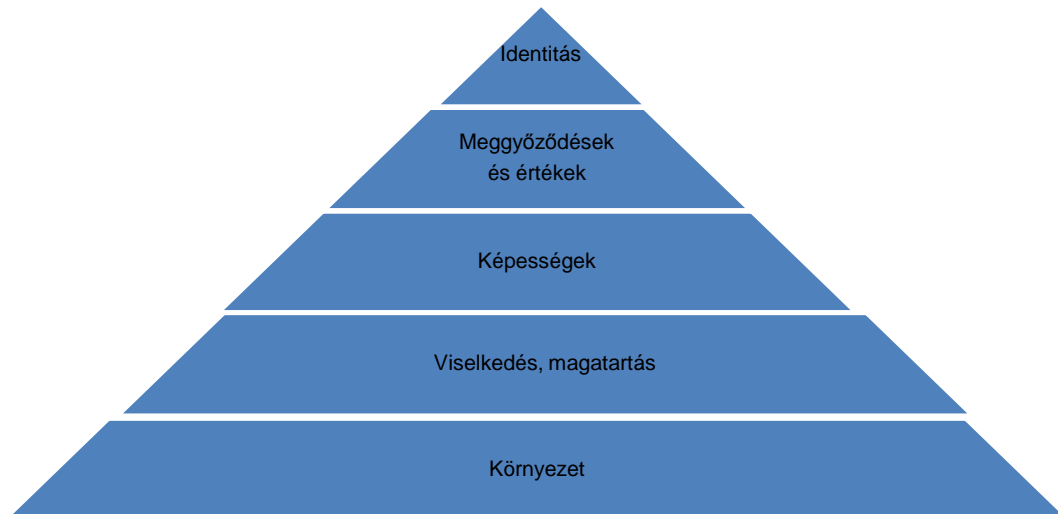 Identitás
Meggyőződések
és értékek
Képességek
Viselkedés, magatartás
Környezet